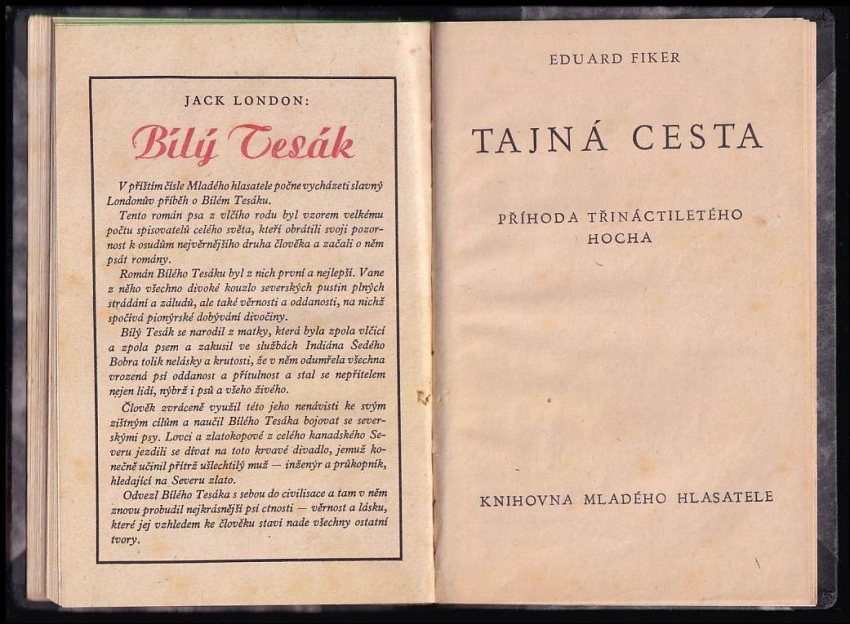 JACK LONDON:
Bílý Tesák
V příštím čísle Mladého hlasatele počne vycházeti slavný
Londonův příběh o Bílém Tesáku.
Tento román psa z vlčího rodu byl vzorem velkému
počtu spisovatelů celého světa, kteří obrátili svoji pozor-
nost k osudům nejvěrnějšího druha člověka a začali o něm
psát romány.
Román Bílého Tesáku byl z nich první a nejlepší. Vane
z něho všechno divoké kouzlo severských pustin plných
strádání a záludů, ale také věrnosti a oddanosti, na nichž
spočívá pionýrské dobývání divočiny.
Bílý Tesák se narodil z matky, která byla zpola vlčicí
a zpola psem a zakusil ve službách Indiána Šedého
Bobra tolik nelásky a krutosti, že v něm odumřela všechna
vrozená psí oddanost a přítulnost a stal se nepřítelem
nejen lidí, nýbrž i psů a všeho živého.
Člověk zvráceně využil této jeho nenávisti ke svým
zištným cílům a naučil Bílého Tesáka bojovat se sever-
skými psy. Lovci a zlatokopové z celého kanadského Se-
veru jezdili se dívat na toto krvavé divadlo, jemuž ko-
nečně učinil přítrž ušlechtilý muž — inženýr a průkopník,
hledající na Severu zlato.
Odvezl Bílého Tesáka s sebou do civilisace a tam v něm
znovu probudil nejkrásnější psí ctnosti — věrnost a lásku,
které jej vzhledem ke člověku staví nade všechny ostatní
tvory.
EDUARD FIKER
TAJNÁ CESTA
PŘÍHODA TŘINÁCTILETÉHO
HOCHA
KNIHOVNA MLADÉHO HLASATELE